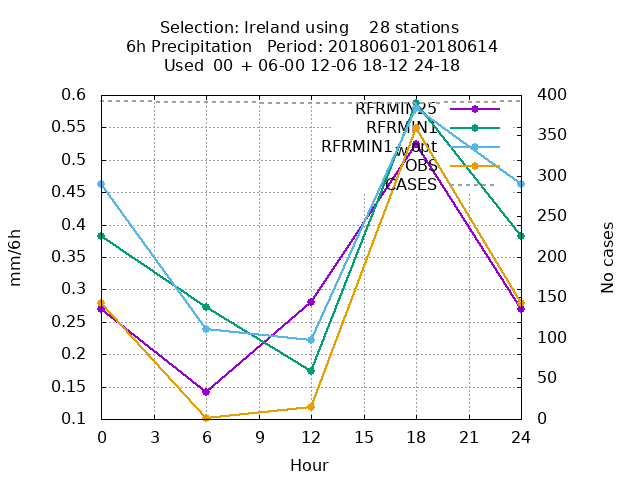 Selection: Ireland using    28 stations
6h Precipitation   Period: 20180601-20180614
Used  00  + 06-00 12-06 18-12 24-18
0.6
0.55
0.5
0.45
0.4
0.35
0.3
0.25
0.2
0.15
0.1
400
350
300
250
200
150
100
50
0
mm/6h
No cases
RFRMIN25
RFRMIN1
RFRMIN1wopt
OBS
CASES
0 3 6 9 12 15 18 21 24
Hour